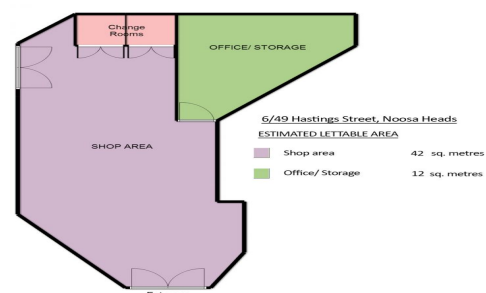 Change
Rooms
OFFICE/ STORAGE
6/49 Hastings Street, Noosa Heads
ESTIMATED LETTABLE AREA
SHOP AREA
Shop area 42 sq. metres
Office/ Storage 12 sq. metres